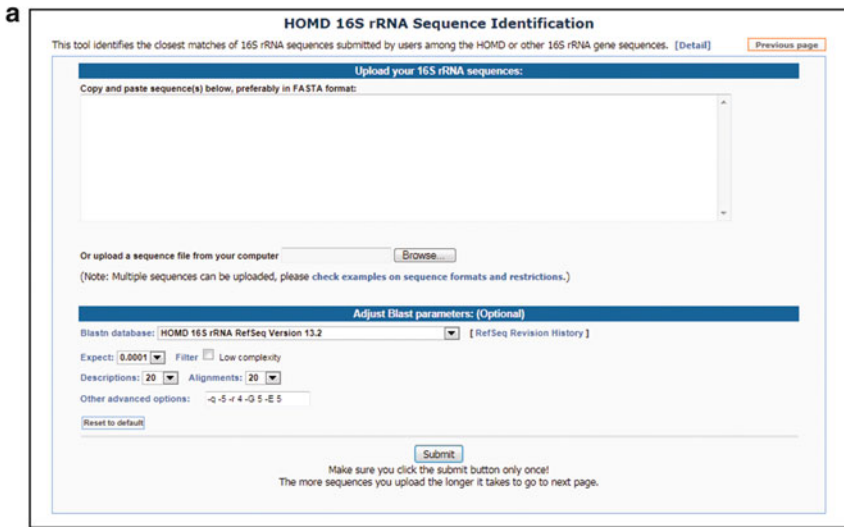 a
HOMD 16S rRNA Sequence Identification
This tool identifies the closest matches of 16S rRNA sequences submitted by users among the HOMD or other 16S rRNA gene sequences. [Detail] Previous page
Upload your 16S rRNA sequences:
Copy and paste sequence(s) below, preferably in FASTA format:
Or upload a sequence file from your computer Browse...
(Note: Multiple sequences can be uploaded, please check examples on sequence formats and restrictions.)
Adjust Blast parameters: (Optional)
Blastn database: HOMD 16S rRNA RefSeq Version 13.2 [ RefSeq Revision History ]
Expect: 0.0001 Filter Low complexity
Descriptions: 20 Alignments: 20
Other advanced options: -q -5 -r 4 -G 5 -E 5
Reset to default
Submit
Make sure you click the submit button only once!
The more sequences you upload the longer it takes to go to next page.